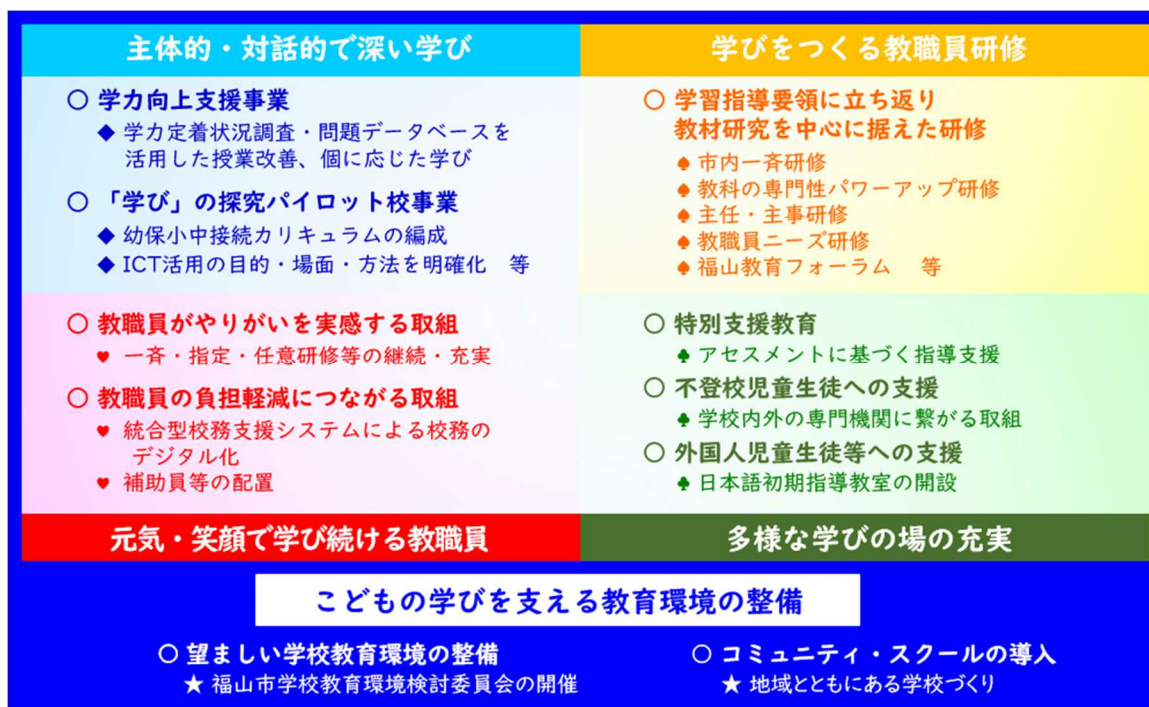 主体的・対話的で深い学び
○ 学力向上支援事業
◆ 学力定着状況調査・問題データベースを
活用した授業改善、個に応じた学び
○ 「学び」の探究パイロット校事業
◆ 幼保小中接続カリキュラムの編成
◆ ICT活用の目的・場面・方法を明確化 等
学びをつくる教職員研修
○ 学習指導要領に立ち返り
教材研究を中心に据えた研修
♠ 市内一斉研修
♠ 教科の専門性パワーアップ研修
♠ 主任・主事研修
♠ 教職員ニーズ研修
♠ 福山教育フォーラム 等
○ 教職員がやりがいを実感する取組
♥ 一斉・指定・任意研修等の継続・充実
○ 教職員の負担軽減につながる取組
♥ 統合型校務支援システムによる校務の
デジタル化
♥ 補助員等の配置
元気・笑顔で学び続ける教職員
○ 特別支援教育
♣ アセスメントに基づく指導支援
○ 不登校児童生徒への支援
♣ 学校内外の専門機関に繋がる取組
○ 外国人児童生徒等への支援
♣ 日本語初期指導教室の開設
多様な学びの場の充実
こどもの学びを支える教育環境の整備
○ 望ましい学校教育環境の整備
★ 福山市学校教育環境検討委員会の開催
○ コミュニティ・スクールの導入
★ 地域とともにある学校づくり